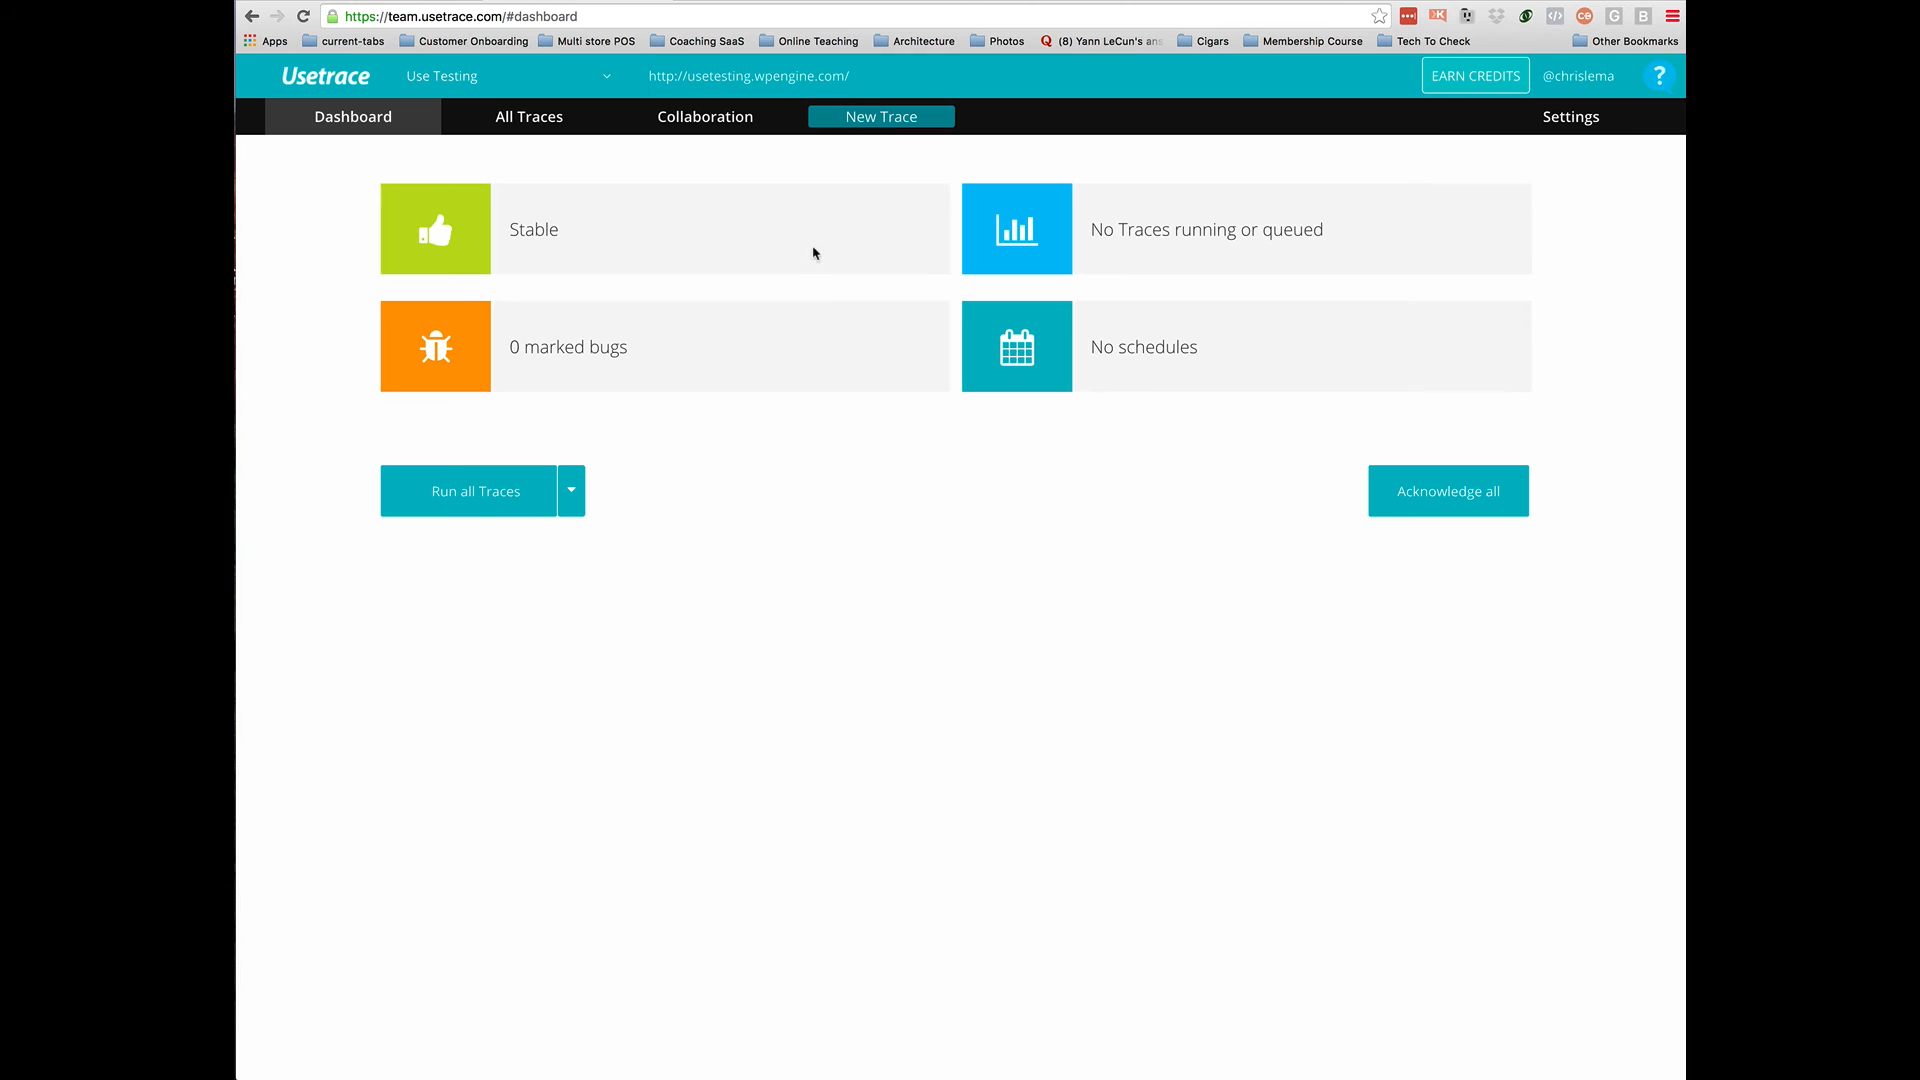 https://team.usetrace.com/#dashboard
Apps current-tabs Customer Onboarding Multi store POS Coaching SaaS Online Teaching Architecture Photos Q (8) Yann LeCun's ans Cigars Membership Course Tech To Check Other Bookmarks
Usetrace Use Testing http://usetesting.wpengine.com/ EARN CREDITS @chrislema ?
Dashboard All Traces Collaboration New Trace Settings
Stable No Traces running or queued
0 marked bugs No schedules
Run all Traces Acknowledge all